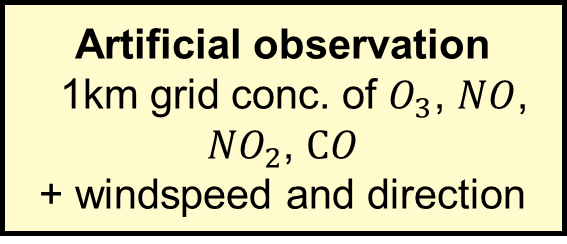 Artificial observation
1km grid conc. of O₃, NO,
NO₂, CO
+ windspeed and direction